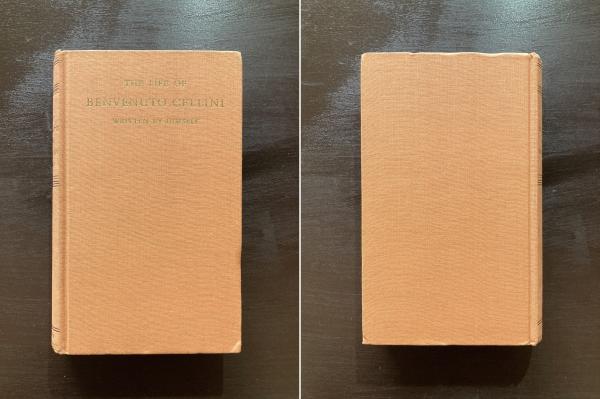 THE LIFE OF
BENVENUTO CELLINI
WRITTEN BY HIMSELF